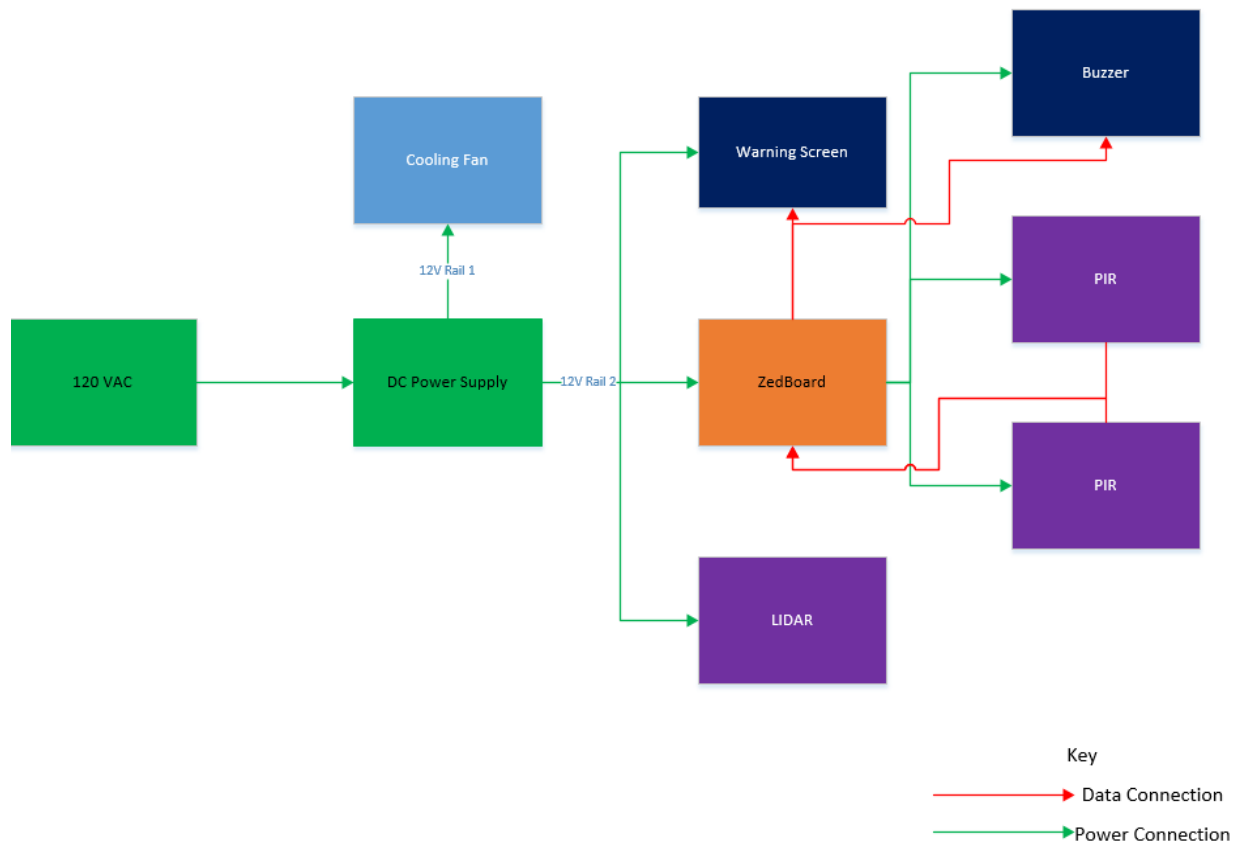 Buzzer
Cooling Fan
Warning Screen
12V Rail 1
PIR
120 VAC
DC Power Supply
12V Rail 2
ZedBoard
PIR
LIDAR
Key
Data Connection
Power Connection